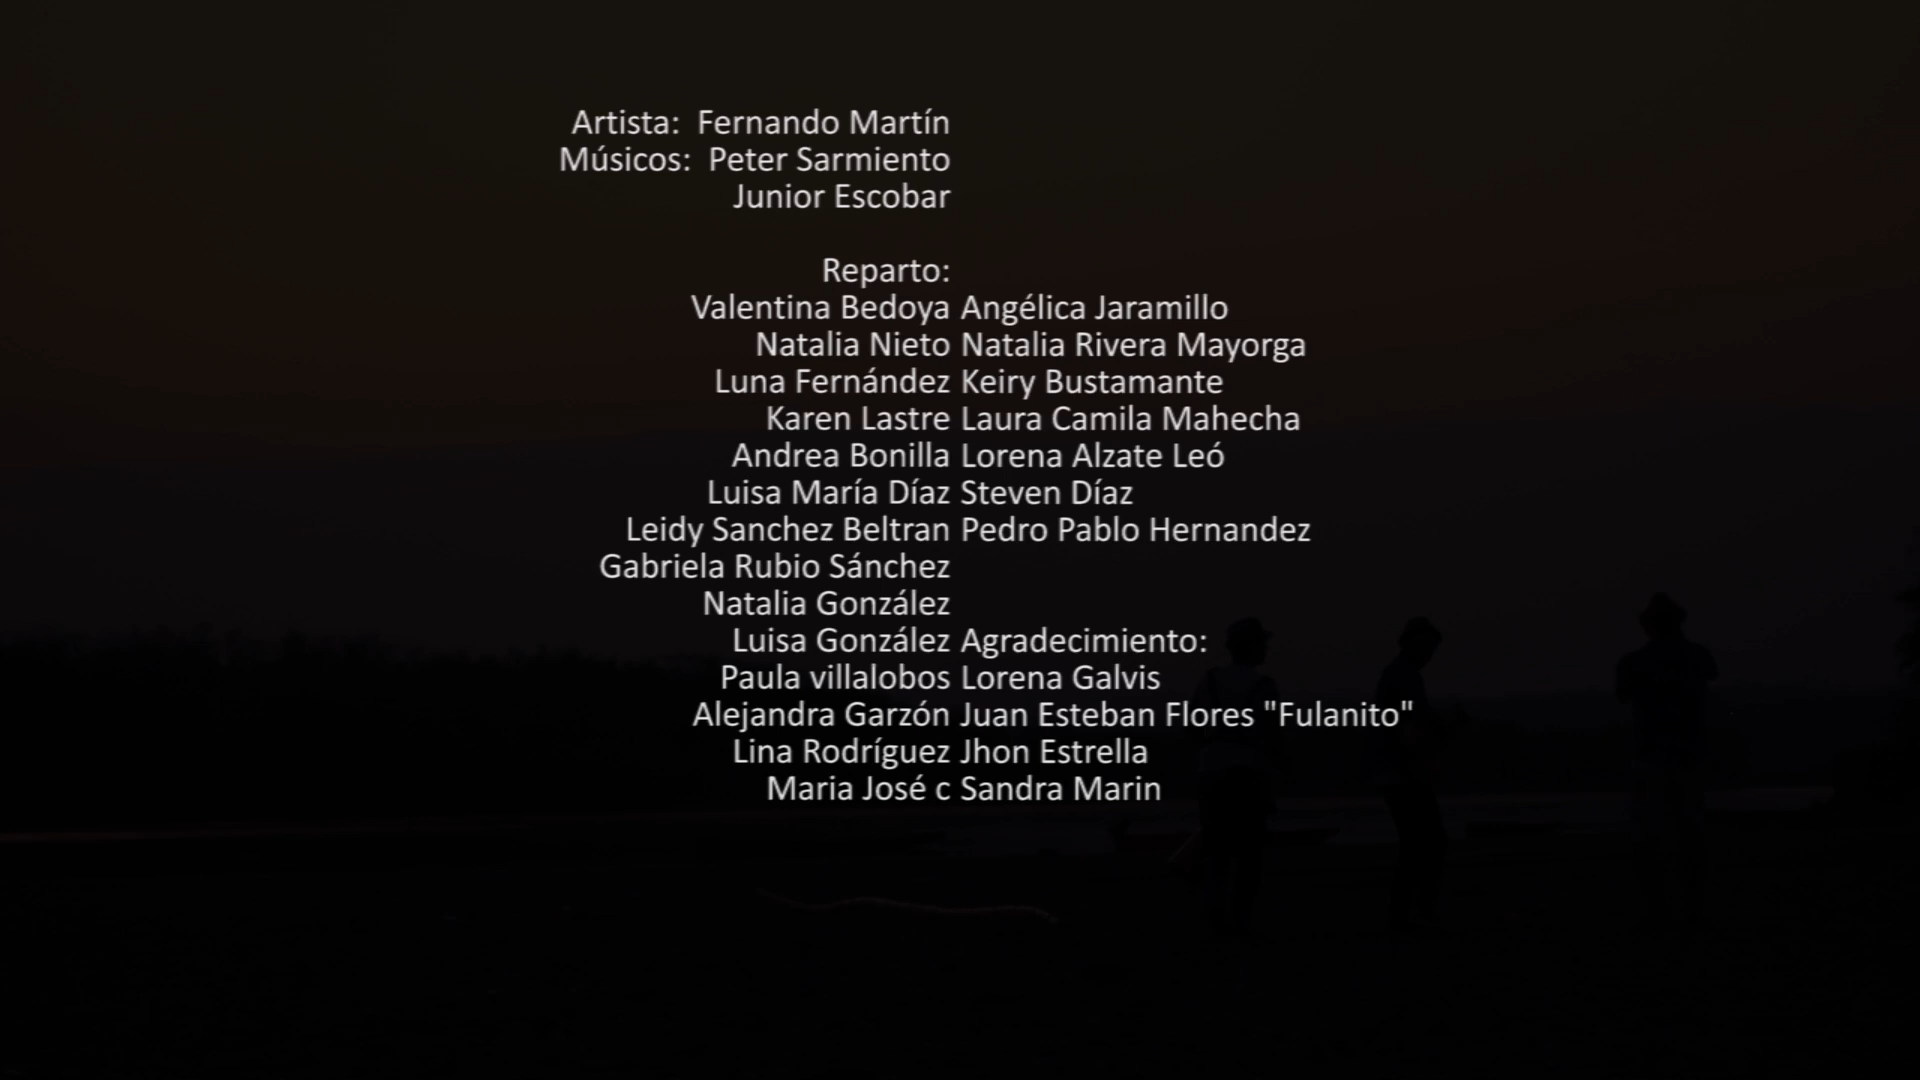 Artista:  Fernando Martín
Músicos:  Peter Sarmiento
Junior Escobar
Reparto:
Valentina Bedoya Angélica Jaramillo
Natalia Nieto Natalia Rivera Mayorga
Luna Fernández Keiry Bustamante
Karen Lastre Laura Camila Mahecha
Andrea Bonilla Lorena Alzate Leó
Luisa María Díaz Steven Díaz
Leidy Sanchez Beltran Pedro Pablo Hernandez
Gabriela Rubio Sánchez
Natalia González
Luisa González Agradecimiento:
Paula villalobos Lorena Galvis
Alejandra Garzón Juan Esteban Flores "Fulanito"
Lina Rodríguez Jhon Estrella
Maria José c Sandra Marin